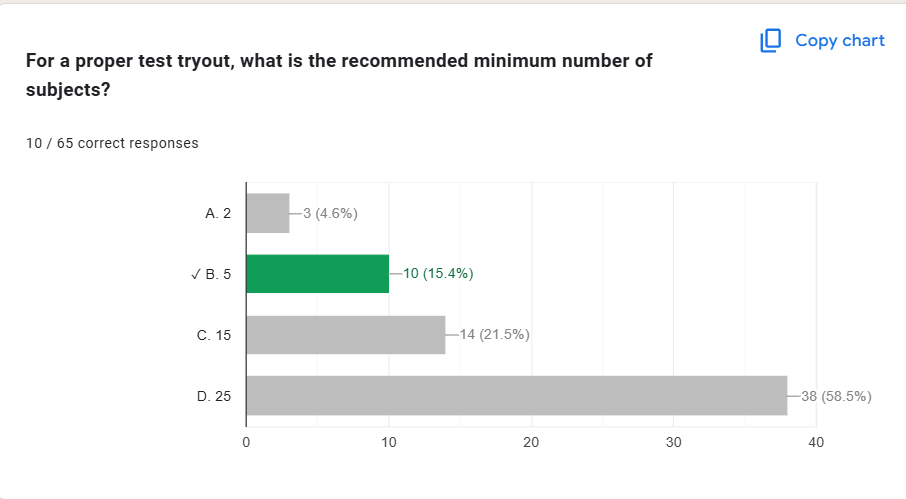 Copy chart
For a proper test tryout, what is the recommended minimum number of
subjects?
10 / 65 correct responses
A. 2
3 (4.6%)
✓ B. 5
10 (15.4%)
C. 15
14 (21.5%)
D. 25
38 (58.5%)
0 10 20 30 40